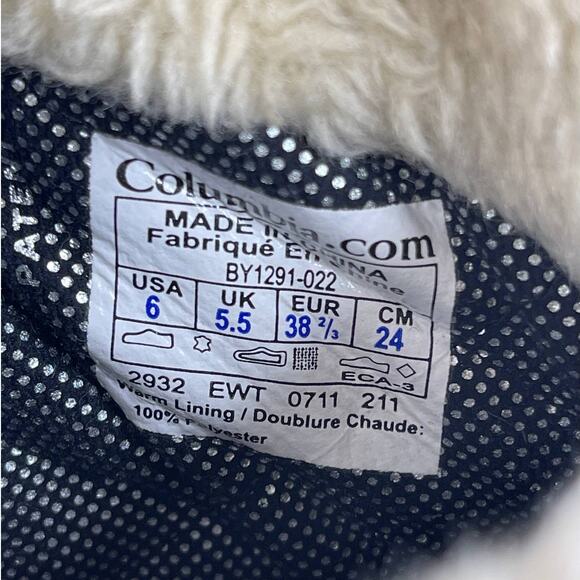 PATE
Columbia.com
MADE IN CHINA
Fabriqué En Chine
BY1291-022
USA UK EUR CM
6 5.5 38 ²/₃ 24
ECA-3
2932 EWT 0711 211
Warm Lining / Doublure Chaude:
100% Polyester